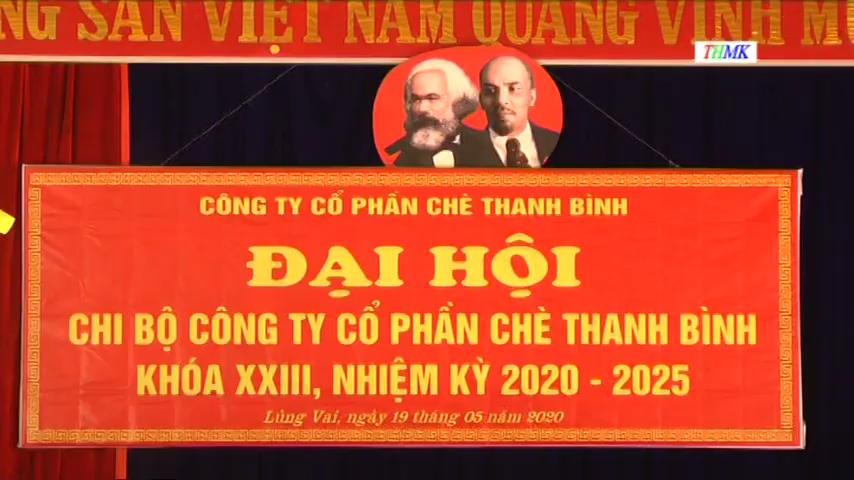 NG SẢN VIỆT NAM QUANG VINH M
THMK
CÔNG TY CỔ PHẦN CHÈ THANH BÌNH
ĐẠI HỘI
CHI BỘ CÔNG TY CỔ PHẦN CHÈ THANH BÌNH
KHÓA XXIII, NHIỆM KỲ 2020 - 2025
Lùng Vai, ngày 19 tháng 05 năm 2020